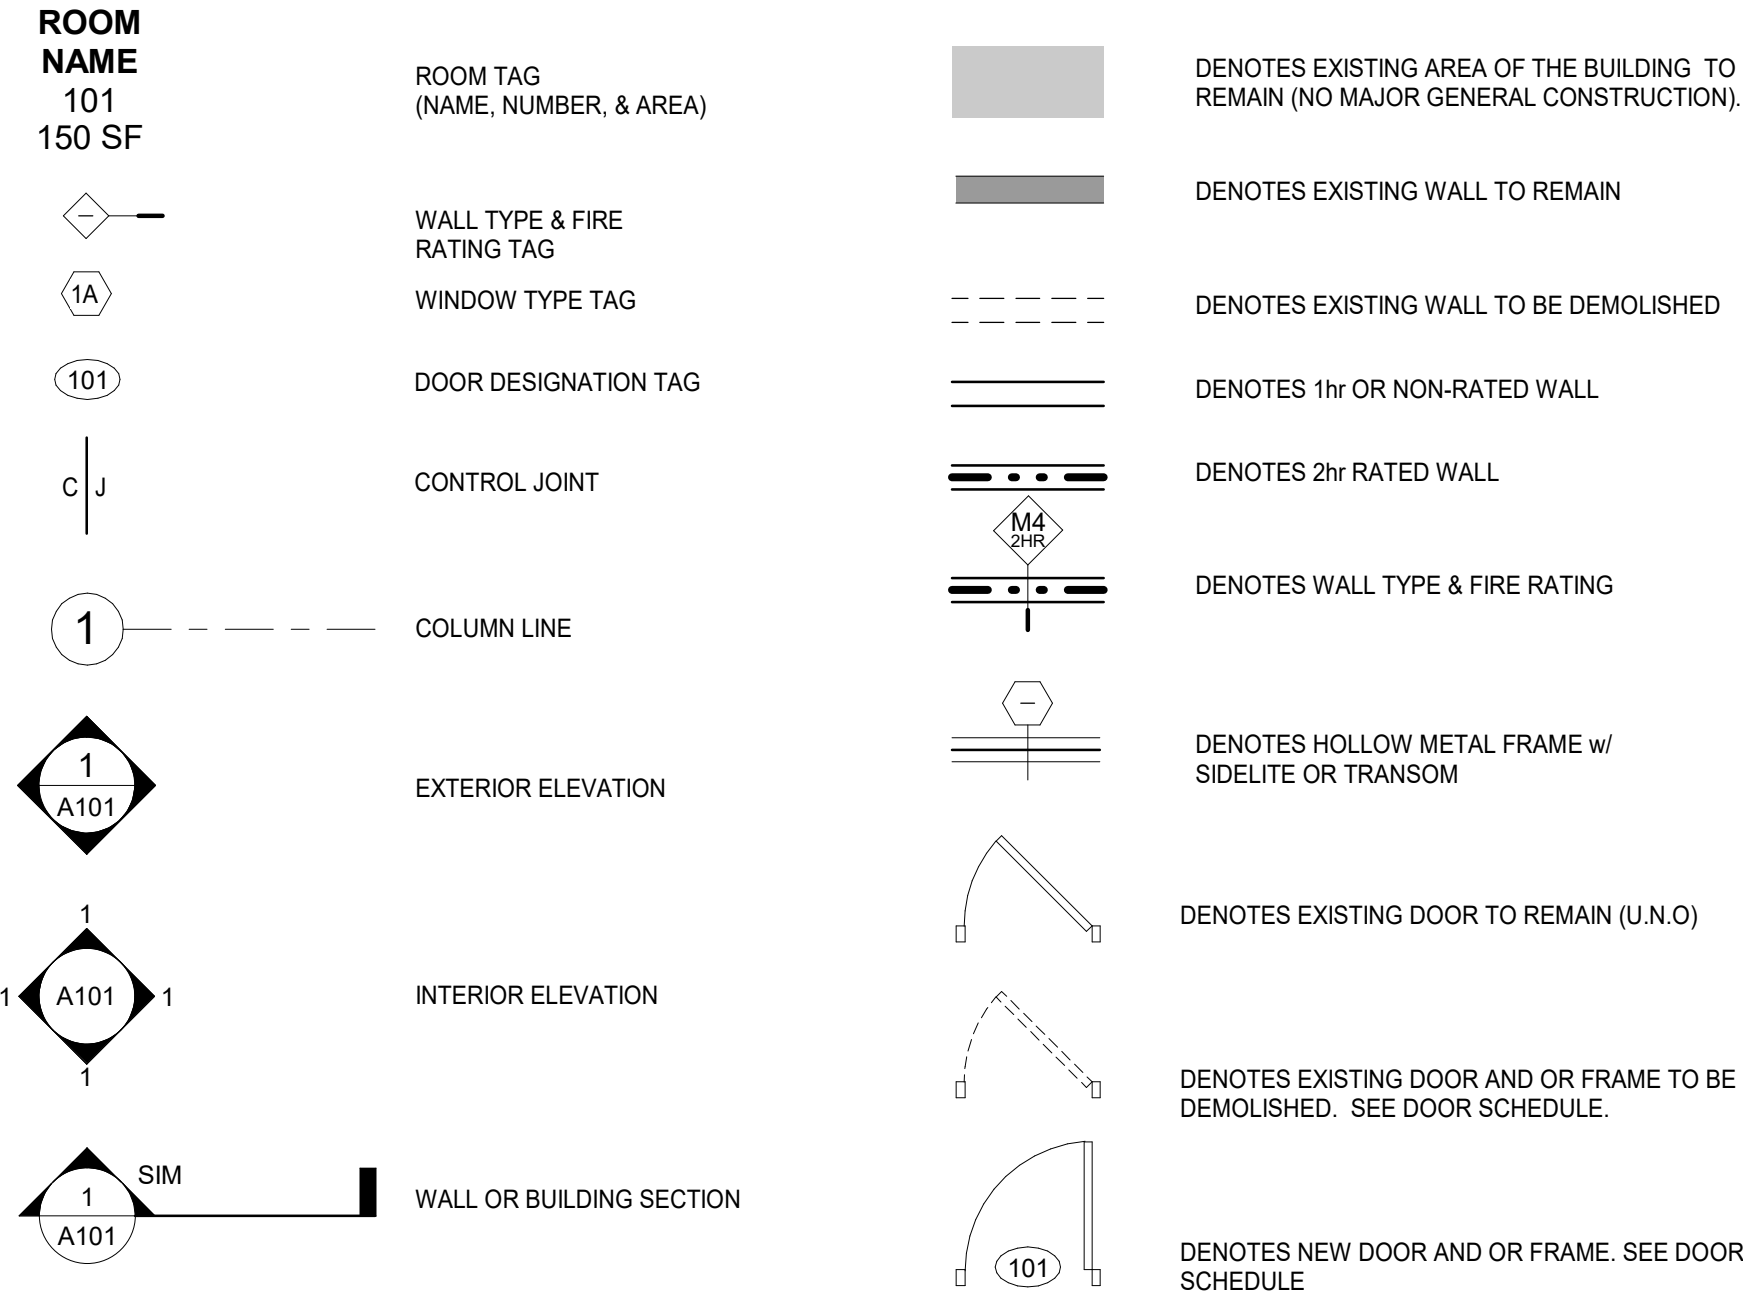 ROOM
NAME
101
150 SF
ROOM TAG
(NAME, NUMBER, & AREA)
–
WALL TYPE & FIRE
RATING TAG
1A
WINDOW TYPE TAG
101
DOOR DESIGNATION TAG
C J
CONTROL JOINT
1
COLUMN LINE
1
A101
EXTERIOR ELEVATION
1
1 A101 1
1
INTERIOR ELEVATION
SIM
1
A101
WALL OR BUILDING SECTION
DENOTES EXISTING AREA OF THE BUILDING  TO
REMAIN (NO MAJOR GENERAL CONSTRUCTION).
DENOTES EXISTING WALL TO REMAIN
DENOTES EXISTING WALL TO BE DEMOLISHED
DENOTES 1hr OR NON-RATED WALL
DENOTES 2hr RATED WALL
M4
2HR
DENOTES WALL TYPE & FIRE RATING
–
DENOTES HOLLOW METAL FRAME w/
SIDELITE OR TRANSOM
DENOTES EXISTING DOOR TO REMAIN (U.N.O)
DENOTES EXISTING DOOR AND OR FRAME TO BE
DEMOLISHED.  SEE DOOR SCHEDULE.
101
DENOTES NEW DOOR AND OR FRAME. SEE DOOR
SCHEDULE